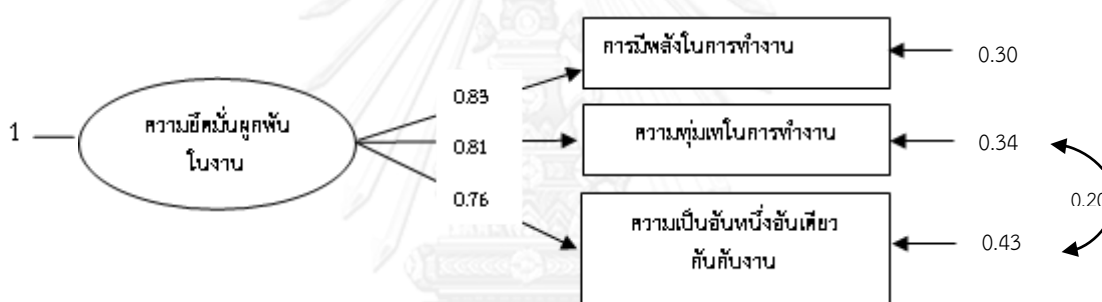 การมีพลังในการทำงาน
0.30
0.83
1
ความยึดมั่นผูกพัน
ในงาน
0.81
ความทุ่มเทในการทำงาน
0.34
0.76
0.20
ความเป็นอันหนึ่งอันเดียว
กันกับงาน
0.43